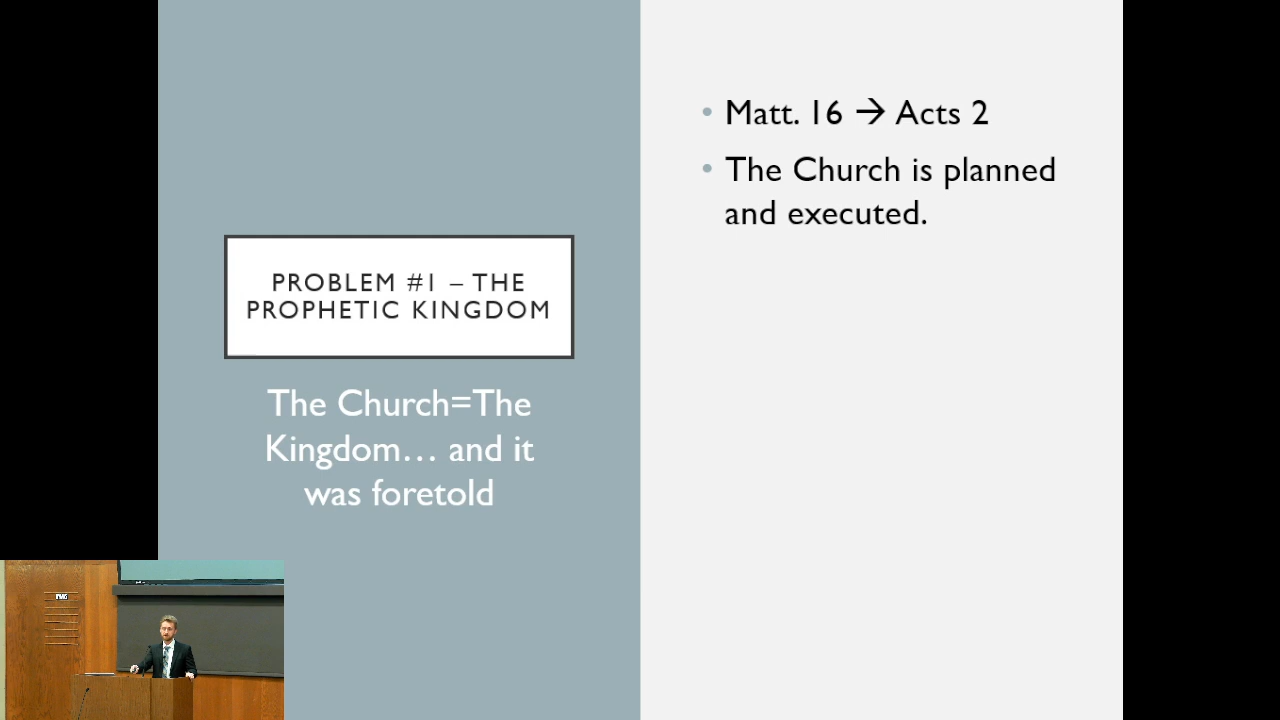 PROBLEM #1 – THE
PROPHETIC KINGDOM
The Church=The
Kingdom… and it
was foretold
• Matt. 16 → Acts 2
• The Church is planned
and executed.